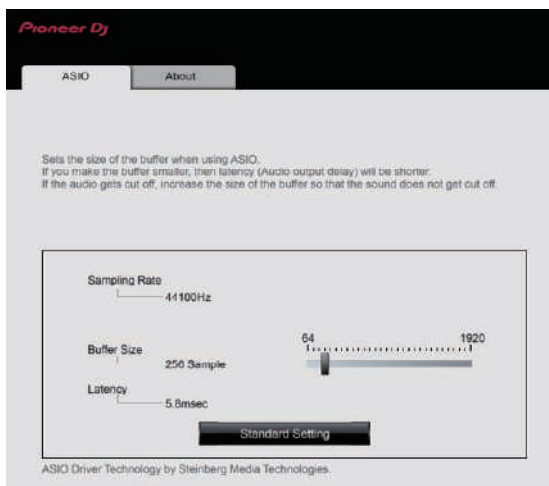 Pioneer Dj
ASIO
About
Sets the size of the buffer when using ASIO.
If you make the buffer smaller, then latency (Audio output delay) will be shorter.
If the audio gets cut off, increase the size of the buffer so that the sound does not get cut off.
Sampling Rate
44100Hz
64
1920
Buffer Size
256 Sample
Latency
5.8msec
Standard Setting
ASIO Driver Technology by Steinberg Media Technologies.